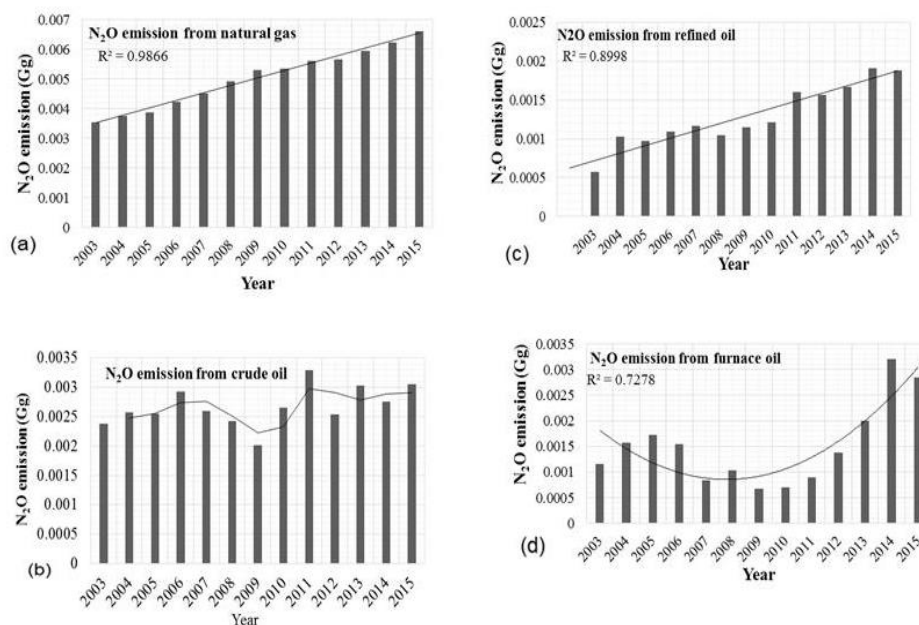 N₂O emission from natural gas
R² = 0.9866
N₂O emission (Gg)
0.007
0.006
0.005
0.004
0.003
0.002
0.001
0
2003 2004 2005 2006 2007 2008 2009 2010 2011 2012 2013 2014 2015
Year
(a)
N2O emission from refined oil
R² = 0.8998
N₂O emission (Gg)
0.0025
0.002
0.0015
0.001
0.0005
0
2003 2004 2005 2006 2007 2008 2009 2010 2011 2012 2013 2014 2015
Year
(c)
N₂O emission from crude oil
N₂O emission (Gg)
0.0035
0.003
0.0025
0.002
0.0015
0.001
0.0005
0
2003 2004 2005 2006 2007 2008 2009 2010 2011 2012 2013 2014 2015
Year
(b)
N₂O emission from furnace oil
R² = 0.7278
N₂O emission (Gg)
0.0035
0.003
0.0025
0.002
0.0015
0.001
0.0005
0
2003 2004 2005 2006 2007 2008 2009 2010 2011 2012 2013 2014 2015
Year
(d)